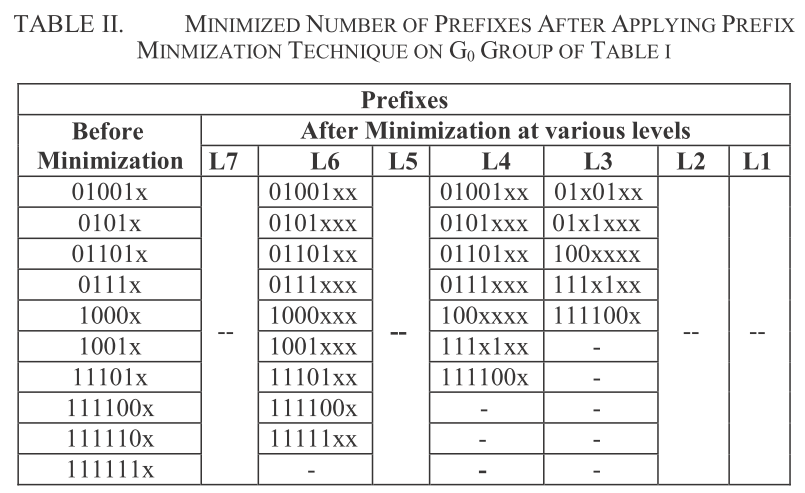 TABLE II. MINIMIZED NUMBER OF PREFIXES AFTER APPLYING PREFIX
MINMIZATION TECHNIQUE ON G0 GROUP OF TABLE I
Prefixes
Before Minimization After Minimization at various levels
L7 L6 L5 L4 L3 L2 L1
01001x 01001xx 01001xx 01x01xx
0101x 0101xxx 0101xxx 01x1xxx
01101x 01101xx 01101xx 100xxxx
0111x 0111xxx 0111xxx 111x1xx
1000x -- 1000xxx -- 100xxxx 111100x -- --
1001x 1001xxx 111x1xx -
11101x 11101xx 111100x -
111100x 111100x - -
111110x 11111xx - -
111111x - - -